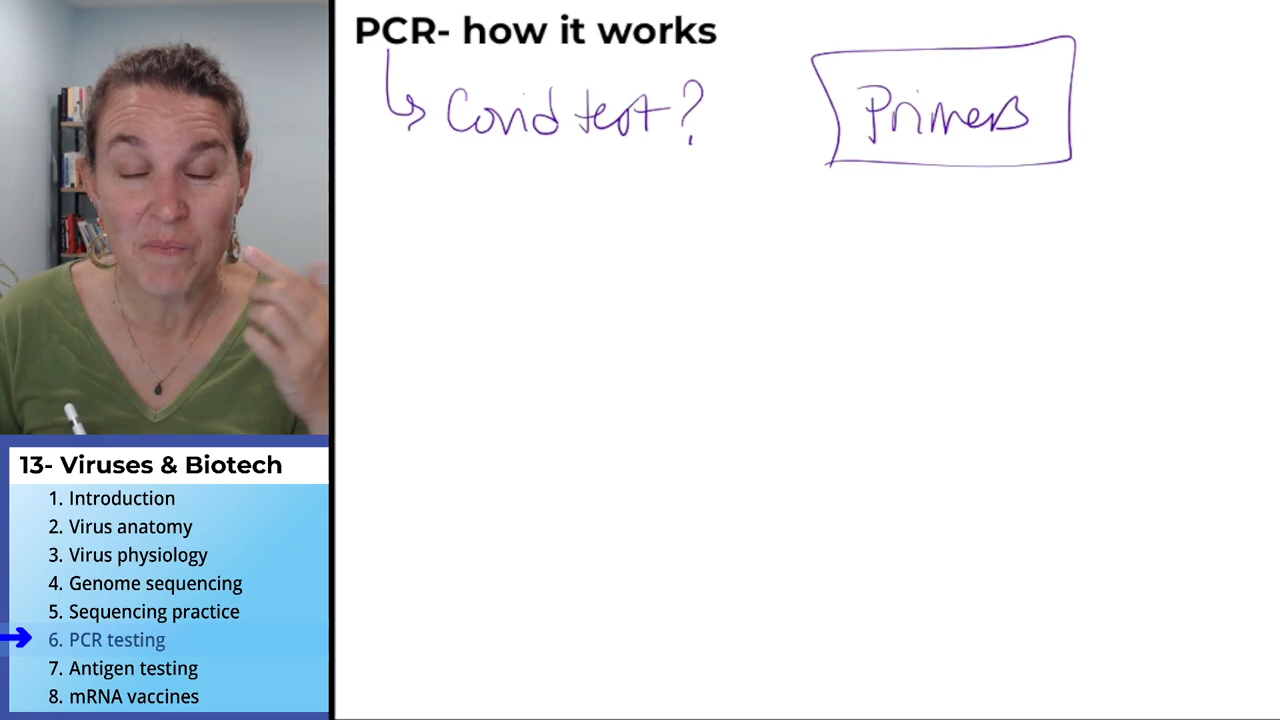 PCR- how it works
Covid test?
Primers
13- Viruses & Biotech
1. Introduction
2. Virus anatomy
3. Virus physiology
4. Genome sequencing
5. Sequencing practice
6. PCR testing
7. Antigen testing
8. mRNA vaccines